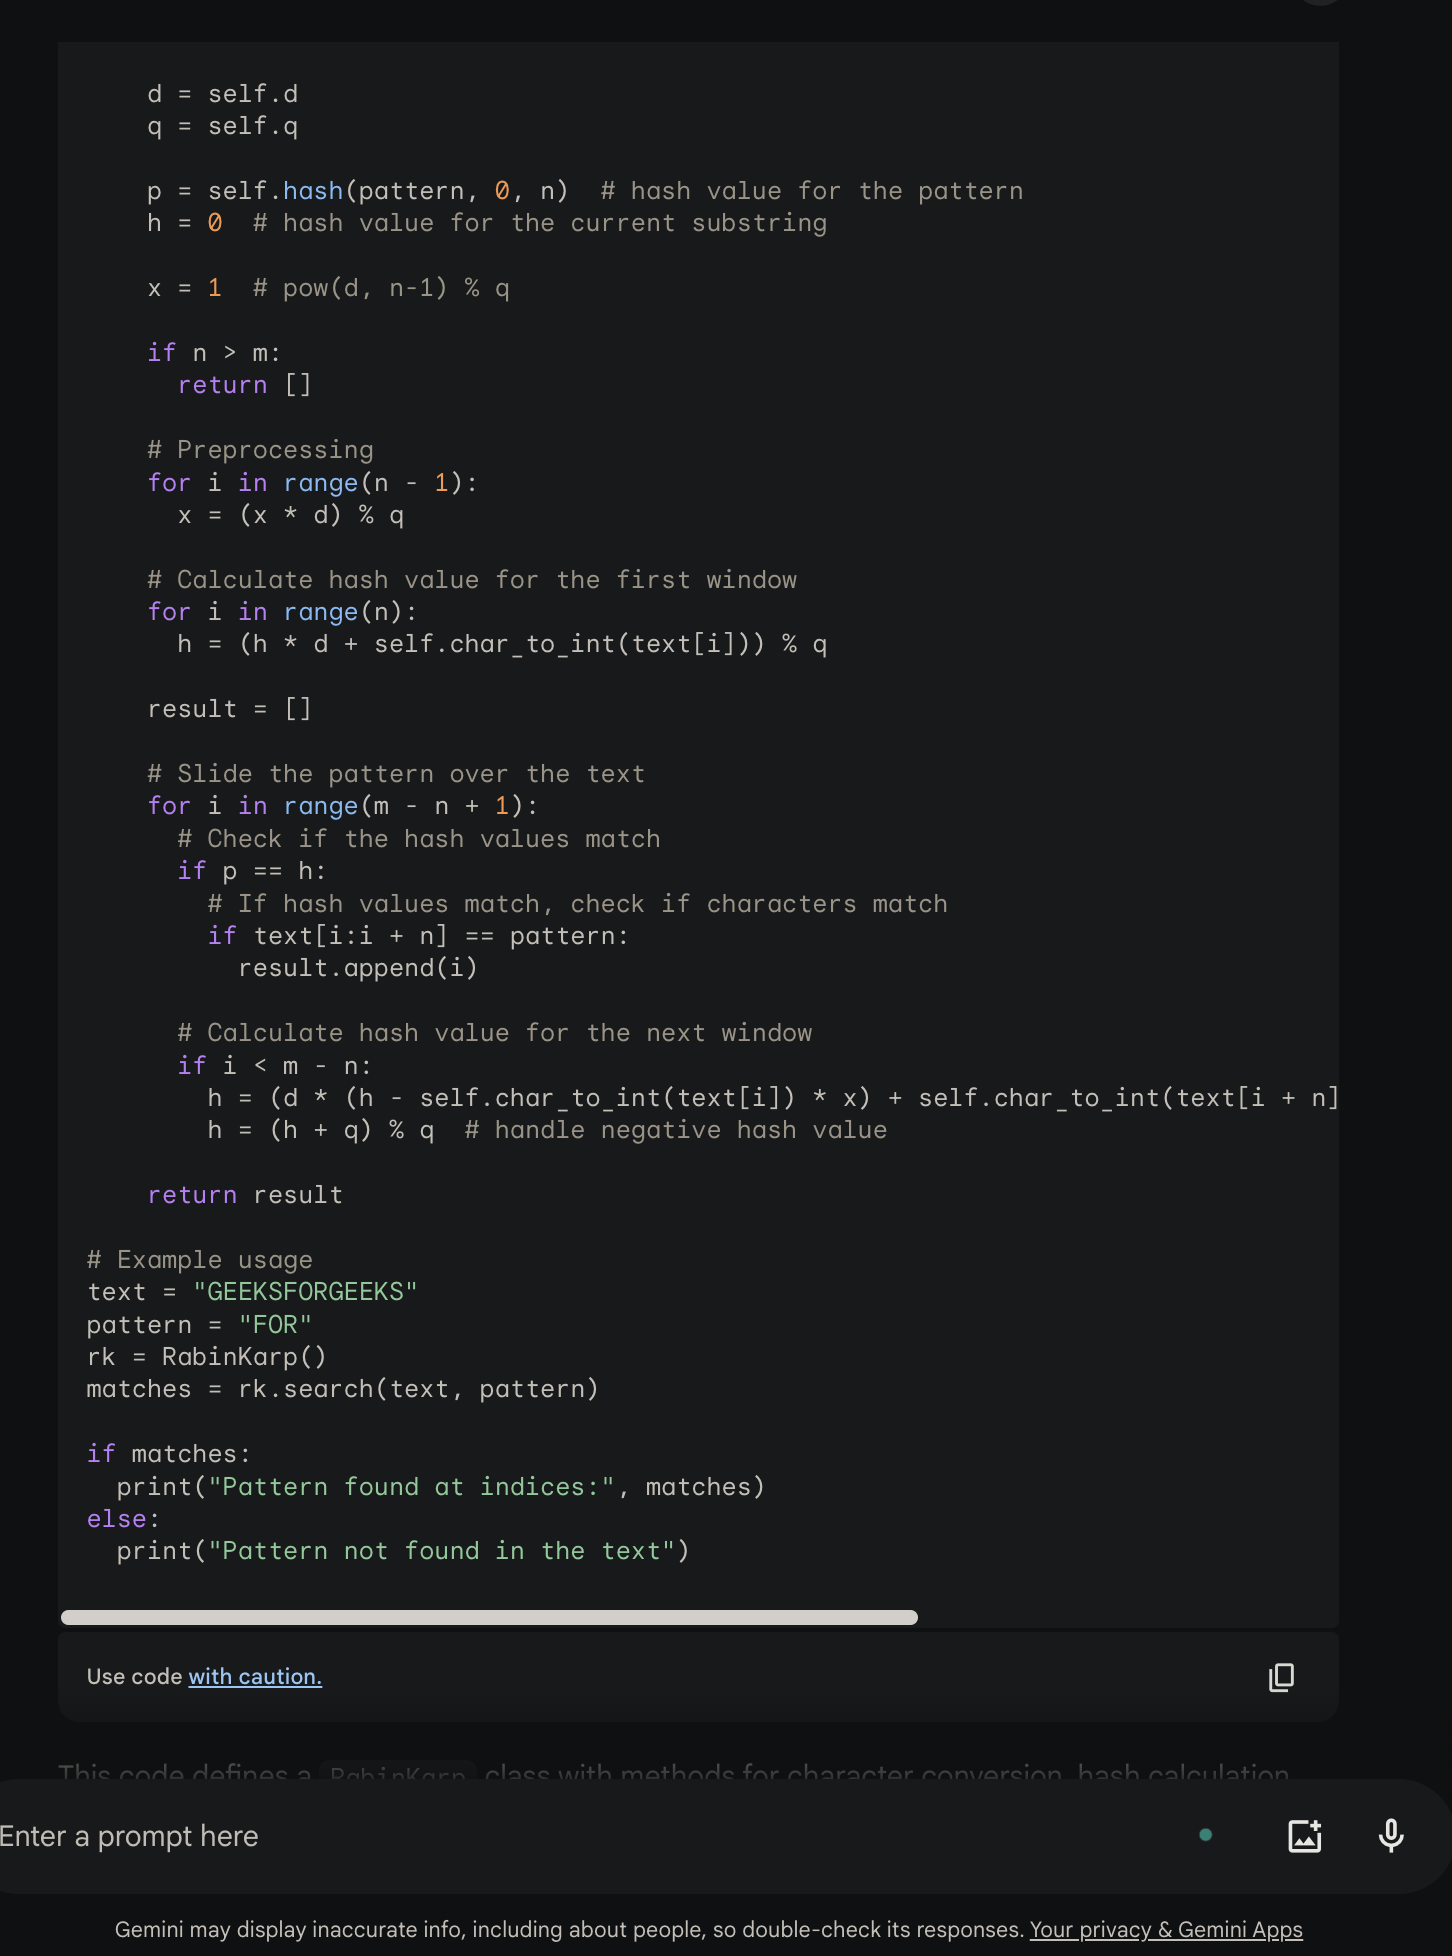 d = self.d
q = self.q
p = self.hash(pattern, 0, n)  # hash value for the pattern
h = 0  # hash value for the current substring
x = 1  # pow(d, n-1) % q
if n > m:
return []
# Preprocessing
for i in range(n - 1):
x = (x * d) % q
# Calculate hash value for the first window
for i in range(n):
h = (h * d + self.char_to_int(text[i])) % q
result = []
# Slide the pattern over the text
for i in range(m - n + 1):
# Check if the hash values match
if p == h:
# If hash values match, check if characters match
if text[i:i + n] == pattern:
result.append(i)
# Calculate hash value for the next window
if i < m - n:
h = (d * (h - self.char_to_int(text[i]) * x) + self.char_to_int(text[i + n]
h = (h + q) % q  # handle negative hash value
return result
# Example usage
text = "GEEKSFORGEEKS"
pattern = "FOR"
rk = RabinKarp()
matches = rk.search(text, pattern)
if matches:
print("Pattern found at indices:", matches)
else:
print("Pattern not found in the text")
Use code with caution.
This code defines a RabinKarp class with methods for character conversion, hash calculation
Enter a prompt here
Gemini may display inaccurate info, including about people, so double-check its responses. Your privacy & Gemini Apps